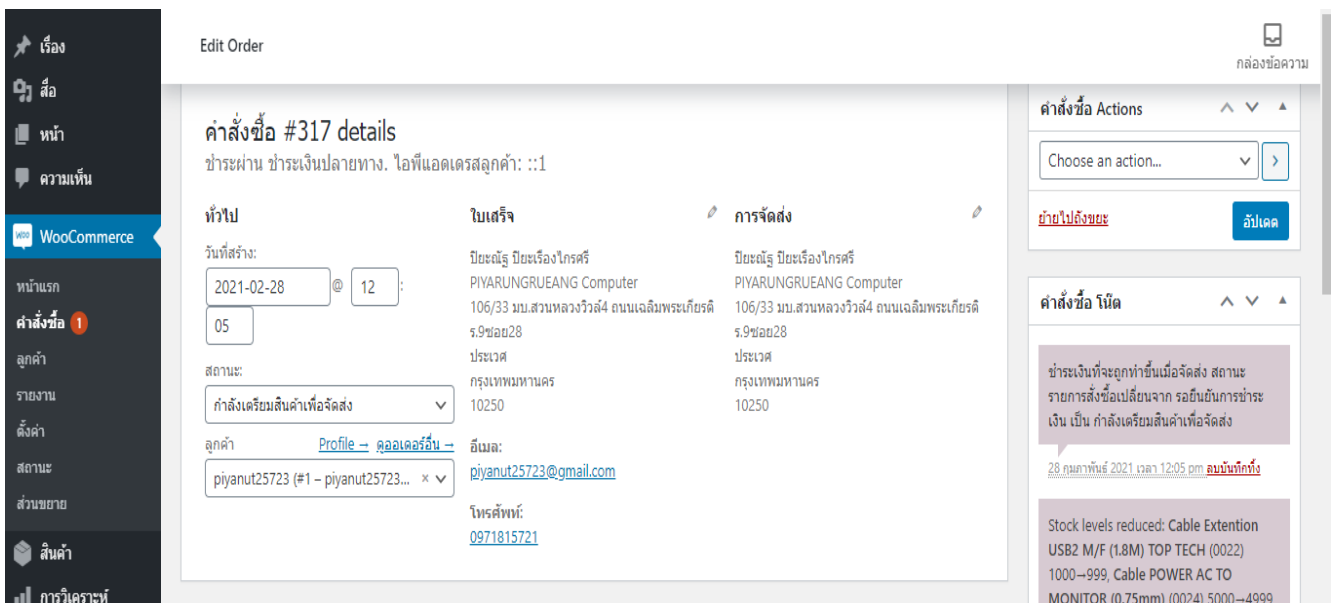 เรื่อง
สื่อ
หน้า
ความเห็น
WooCommerce
หน้าแรก
คำสั่งซื้อ 1
ลูกค้า
รายงาน
ตั้งค่า
สถานะ
ส่วนขยาย
สินค้า
การวิเคราะห์
Edit Order
กล่องข้อความ
คำสั่งซื้อ #317 details
ชำระผ่าน ชำระเงินปลายทาง. ไอพีแอดเดรสลูกค้า: ::1
ทั่วไป
วันที่สร้าง:
2021-02-28 @ 12 :
05
สถานะ:
กำลังเตรียมสินค้าเพื่อจัดส่ง
ลูกค้า Profile → ดูออเดอร์อื่น →
piyanut25723 (#1 – piyanut25723... ×
ใบเสร็จ
ปิยะณัฐ ปิยะเรืองไกรศรี
PIYARUNGRUEANG Computer
106/33 มบ.สวนหลวงวิวล์4 ถนนเฉลิมพระเกียรติ
ร.9ซอย28
ประเวศ
กรุงเทพมหานคร
10250
อีเมล:
piyanut25723@gmail.com
โทรศัพท์:
0971815721
การจัดส่ง
ปิยะณัฐ ปิยะเรืองไกรศรี
PIYARUNGRUEANG Computer
106/33 มบ.สวนหลวงวิวล์4 ถนนเฉลิมพระเกียรติ
ร.9ซอย28
ประเวศ
กรุงเทพมหานคร
10250
คำสั่งซื้อ Actions
Choose an action...
ย้ายไปถังขยะ
อัปเดต
คำสั่งซื้อ โน๊ต
ชำระเงินที่จะถูกทำขึ้นเมื่อจัดส่ง สถานะ
รายการสั่งซื้อเปลี่ยนจาก รอยืนยันการชำระ
เงิน เป็น กำลังเตรียมสินค้าเพื่อจัดส่ง
28 กุมภาพันธ์ 2021 เวลา 12:05 pm ลบบันทึกทิ้ง
Stock levels reduced: Cable Extention
USB2 M/F (1.8M) TOP TECH (0022)
1000→999, Cable POWER AC TO
MONITOR (0.75mm) (0024) 5000→4999